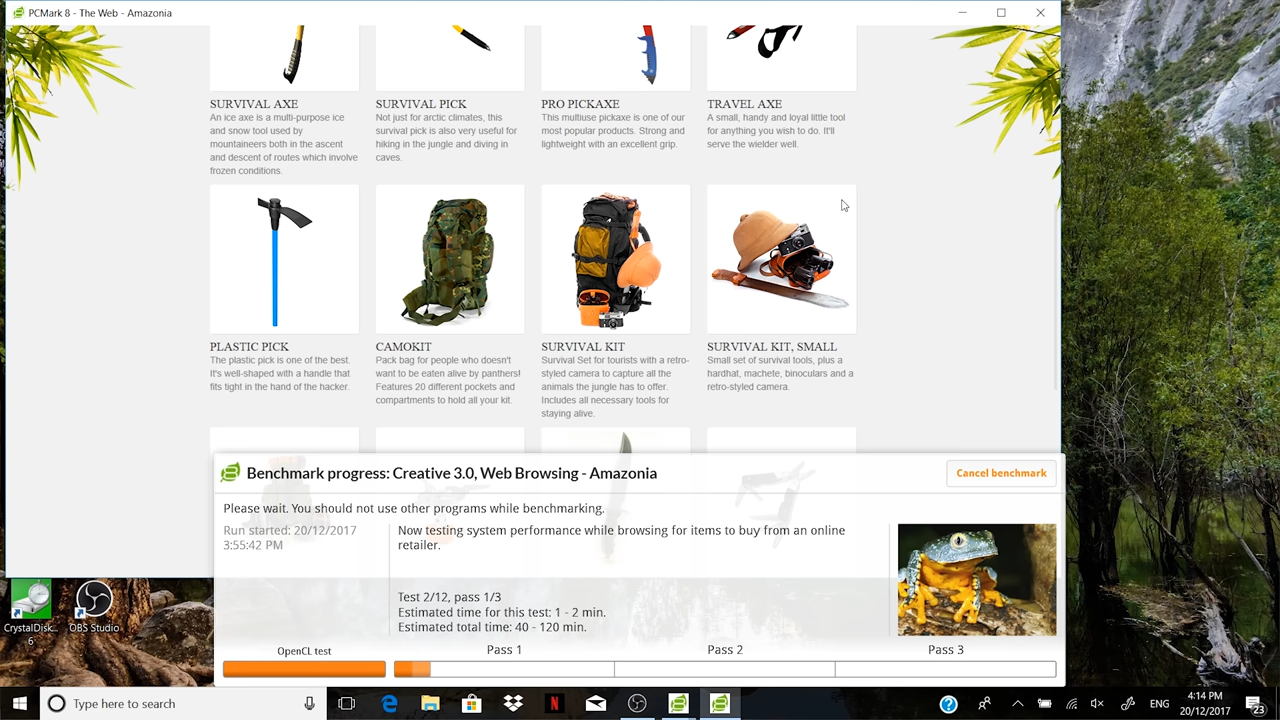 PCMark 8 - The Web - Amazonia
SURVIVAL AXE
An ice axe is a multi-purpose ice
and snow tool used by
mountaineers both in the ascent
and descent of routes which involve
frozen conditions.
SURVIVAL PICK
Not just for arctic climates, this
survival pick is also very useful for
hiking in the jungle and diving in
caves.
PRO PICKAXE
This multiuse pickaxe is one of our
most popular products. Strong and
lightweight with an excellent grip.
TRAVEL AXE
A small, handy and loyal little tool
for anything you wish to do. It'll
serve the wielder well.
PLASTIC PICK
The plastic pick is one of the best.
It's well-shaped with a handle that
fits tight in the hand of the hacker.
CAMOKIT
Pack bag for people who doesn't
want to be eaten alive by panthers!
Features 20 different pockets and
compartments to hold all your kit.
SURVIVAL KIT
Survival Set for tourists with a retro-
styled camera to capture all the
animals the jungle has to offer.
Includes all necessary tools for
staying alive.
SURVIVAL KIT, SMALL
Small set of survival tools, plus a
hardhat, machete, binoculars and a
retro-styled camera.
Benchmark progress: Creative 3.0, Web Browsing - Amazonia
Cancel benchmark
Please wait. You should not use other programs while benchmarking.
Run started: 20/12/2017
3:55:42 PM
Now testing system performance while browsing for items to buy from an online
retailer.
Test 2/12, pass 1/3
Estimated time for this test: 1 - 2 min.
Estimated total time: 40 - 120 min.
OpenCL test
Pass 1
Pass 2
Pass 3
CrystalDisk...
6
OBS Studio
Type here to search
ENG
4:14 PM
20/12/2017
23